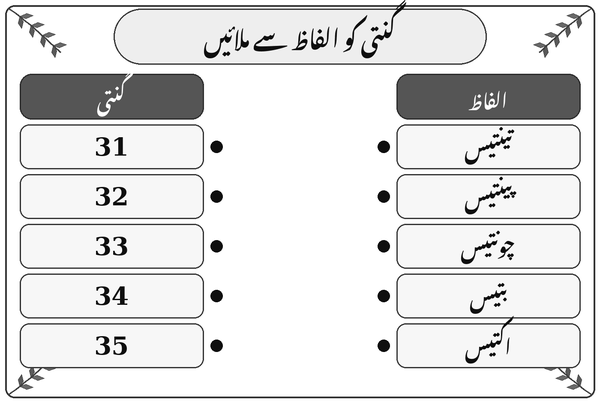 گنتی کو الفاظ سے ملائیں
الفاظ گنتی
تینتیس 31
پینتیس 32
چونتیس 33
بتیس 34
اکتیس 35